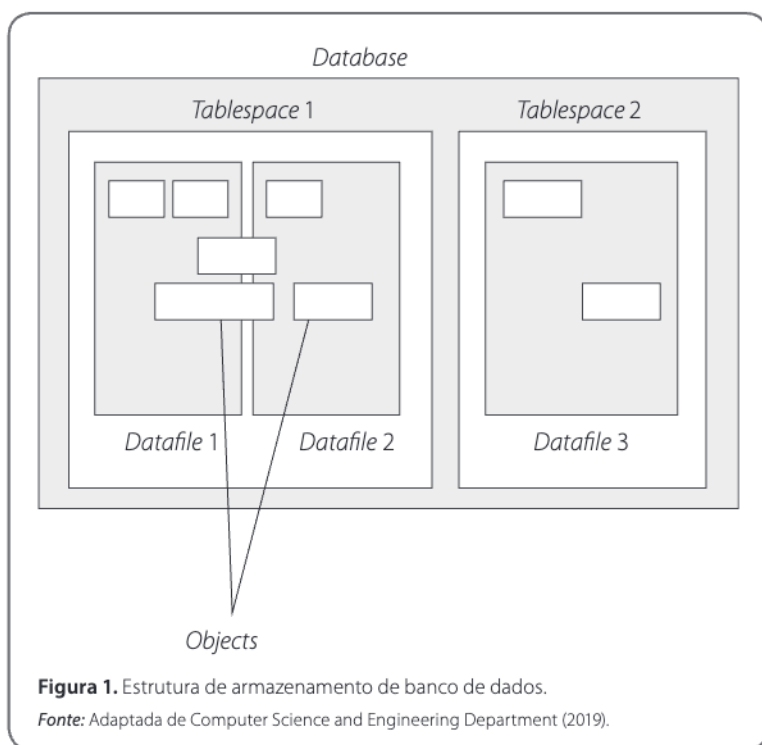 Database
Tablespace 1
Tablespace 2
Datafile 1
Datafile 2
Datafile 3
Objects
Figura 1. Estrutura de armazenamento de banco de dados.
Fonte: Adaptada de Computer Science and Engineering Department (2019).